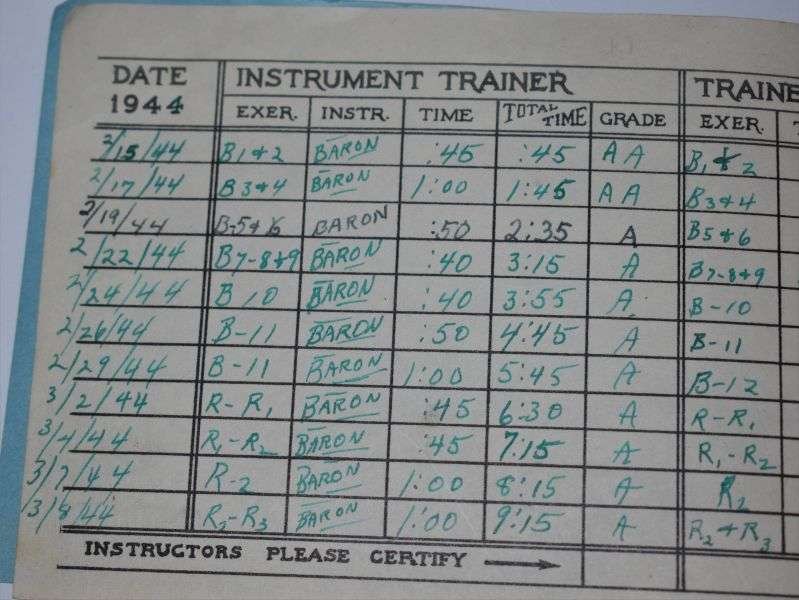 DATE INSTRUMENT TRAINER TRAINE
1944 EXER. INSTR. TIME TOTAL TIME GRADE EXER. T
2/15/44 B1&2 BARON :45 :45 AA B1&2
2/17/44 B3&4 BARON 1:00 1:45 AA B3&4
2/19/44 B-5&6 BARON :50 2:35 A B5&6
2/22/44 B7-8&9 BARON :40 3:15 A B7-8&9
2/24/44 B10 BARON :40 3:55 A B-10
2/26/44 B-11 BARON :50 4:45 A B-11
2/29/44 B-11 BARON 1:00 5:45 A B-12
3/2/44 R-R1 BARON :45 6:30 A R-R1
3/4/44 R1-R2 BARON :45 7:15 A R1-R2
3/7/44 R-2 BARON 1:00 8:15 A R2
3/8/44 R2-R3 BARON 1:00 9:15 A R2&R3
INSTRUCTORS PLEASE CERTIFY